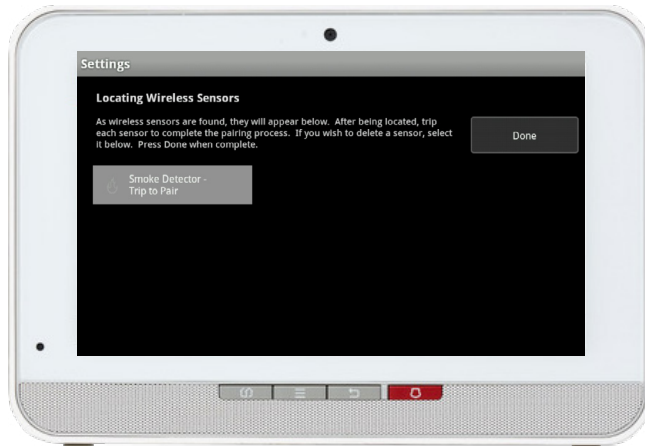 Settings
Locating Wireless Sensors
As wireless sensors are found, they will appear below. After being located, trip
each sensor to complete the pairing process. If you wish to delete a sensor, select
it below. Press Done when complete.
Done
Smoke Detector -
Trip to Pair